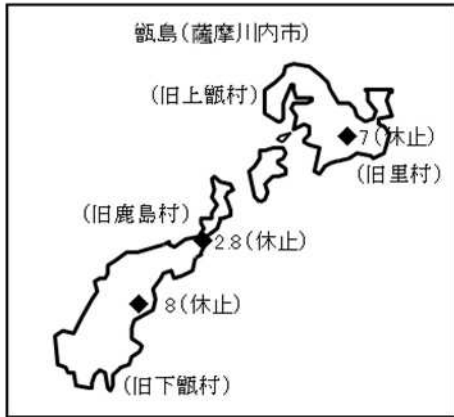 甑島(薩摩川内市)
(旧上甑村)
7(休止)
(旧里村)
(旧鹿島村)
2.8(休止)
8(休止)
(旧下甑村)